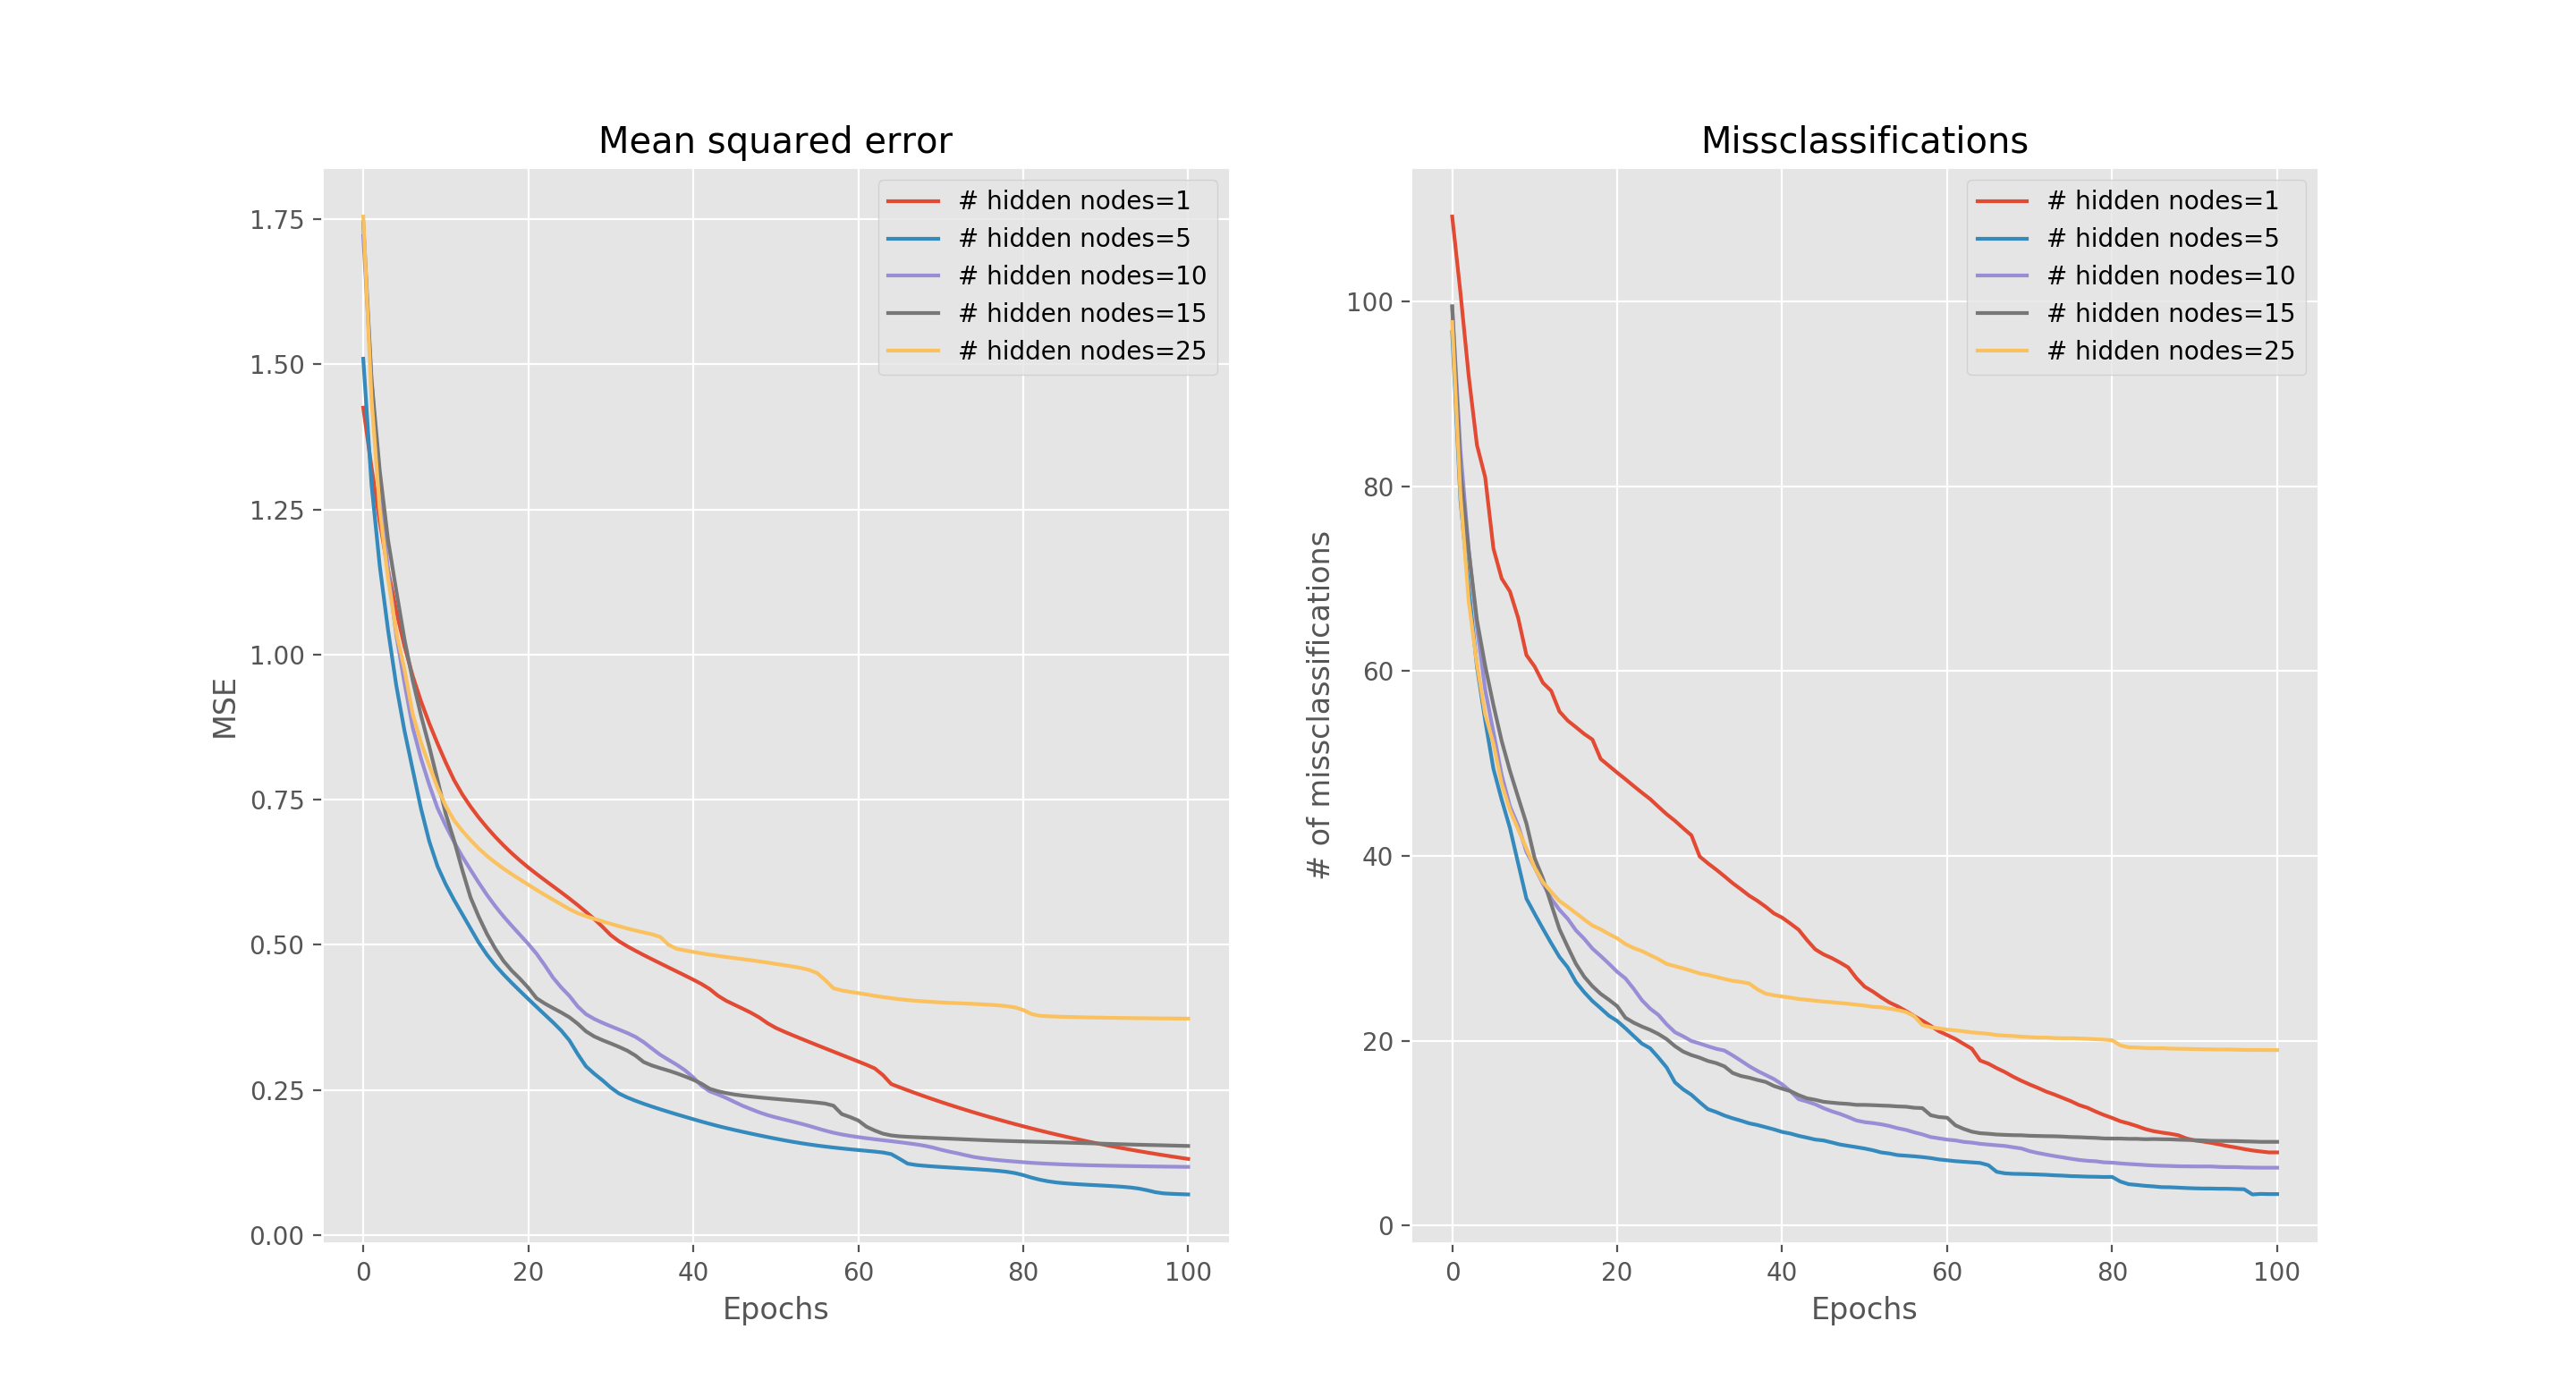 Mean squared error
1.75
1.50
1.25
1.00
0.75
0.50
0.25
0.00
MSE
0 20 40 60 80 100
Epochs
# hidden nodes=1
# hidden nodes=5
# hidden nodes=10
# hidden nodes=15
# hidden nodes=25
Missclassifications
100
80
60
40
20
0
# of missclassifications
0 20 40 60 80 100
Epochs
# hidden nodes=1
# hidden nodes=5
# hidden nodes=10
# hidden nodes=15
# hidden nodes=25